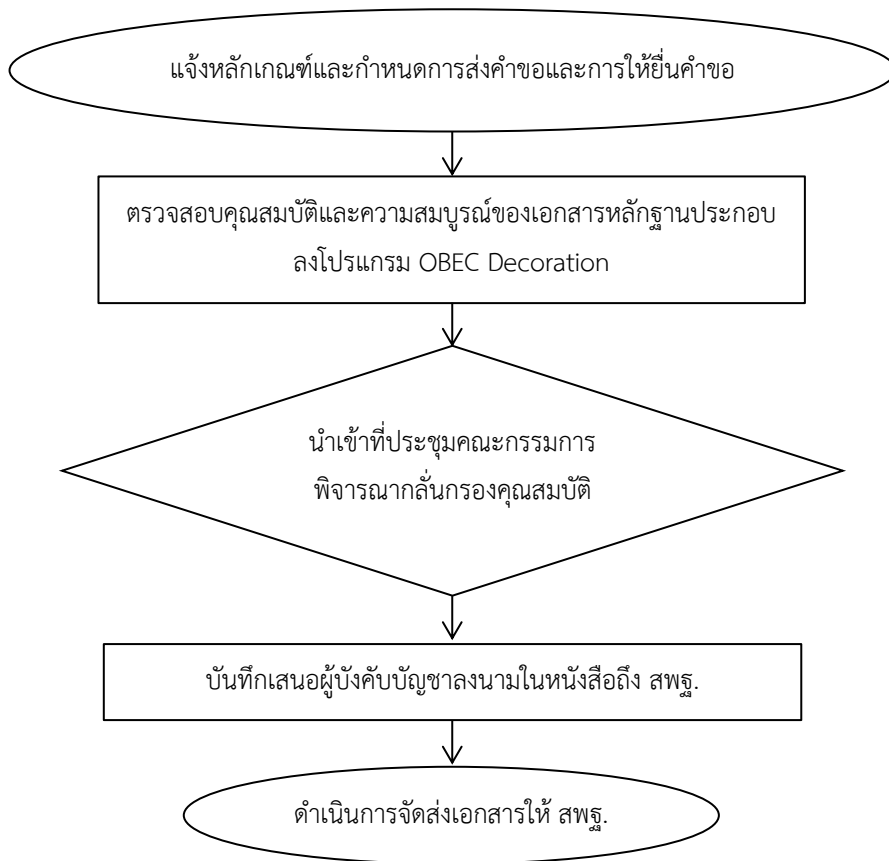 แจ้งหลักเกณฑ์และกำหนดการส่งคำขอและการให้ยื่นคำขอ
ตรวจสอบคุณสมบัติและความสมบูรณ์ของเอกสารหลักฐานประกอบ
ลงโปรแกรม OBEC Decoration
นำเข้าที่ประชุมคณะกรรมการ
พิจารณากลั่นกรองคุณสมบัติ
บันทึกเสนอผู้บังคับบัญชาลงนามในหนังสือถึง สพฐ.
ดำเนินการจัดส่งเอกสารให้ สพฐ.